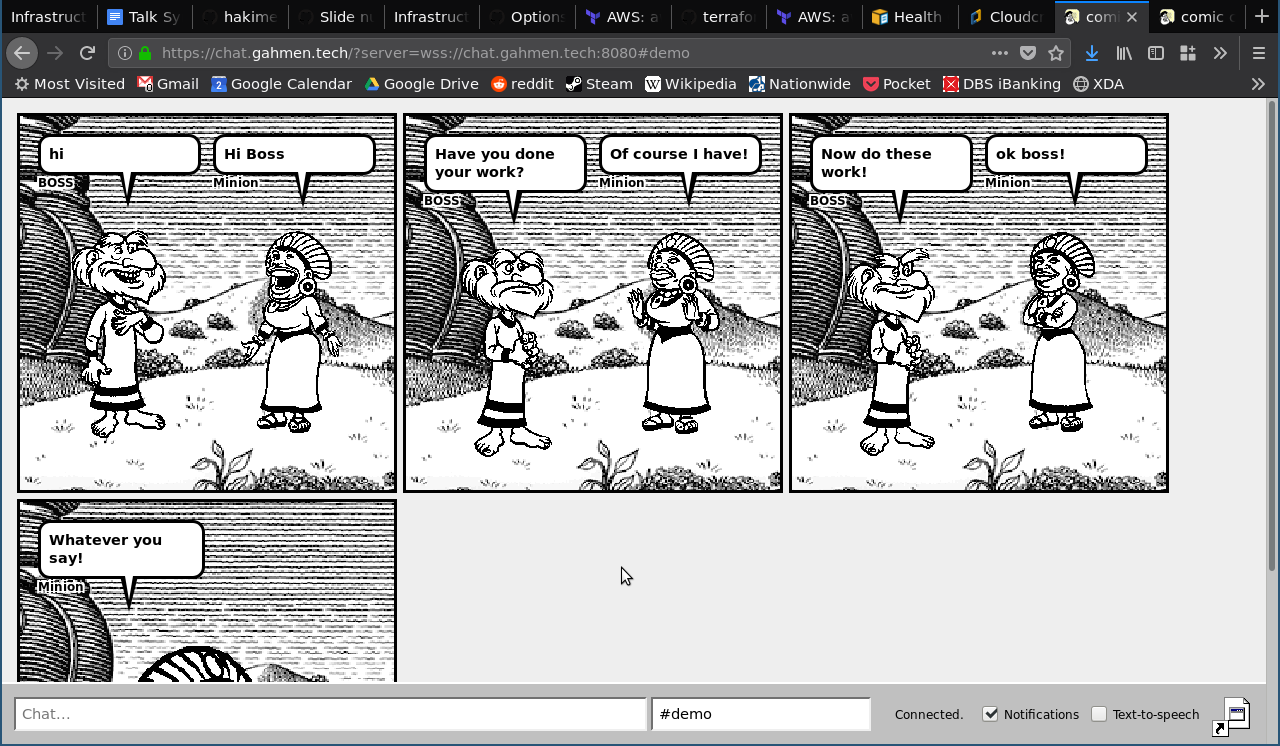 Infrastruct
Talk Sy
hakime
Slide nu
Infrastruct
Options
AWS: a
terrafor
AWS: a
Health
Cloudcr
comi
comic c
https://chat.gahmen.tech/?server=wss://chat.gahmen.tech:8080#demo
Most Visited
Gmail
Google Calendar
Google Drive
reddit
Steam
Wikipedia
Nationwide
Pocket
DBS iBanking
XDA
hi
BOSS
Hi Boss
Minion
Have you done
your work?
BOSS
Of course I have!
Minion
Now do these
work!
BOSS
ok boss!
Minion
Whatever you
say!
Minion
Chat...
#demo
Connected.
Notifications
Text-to-speech